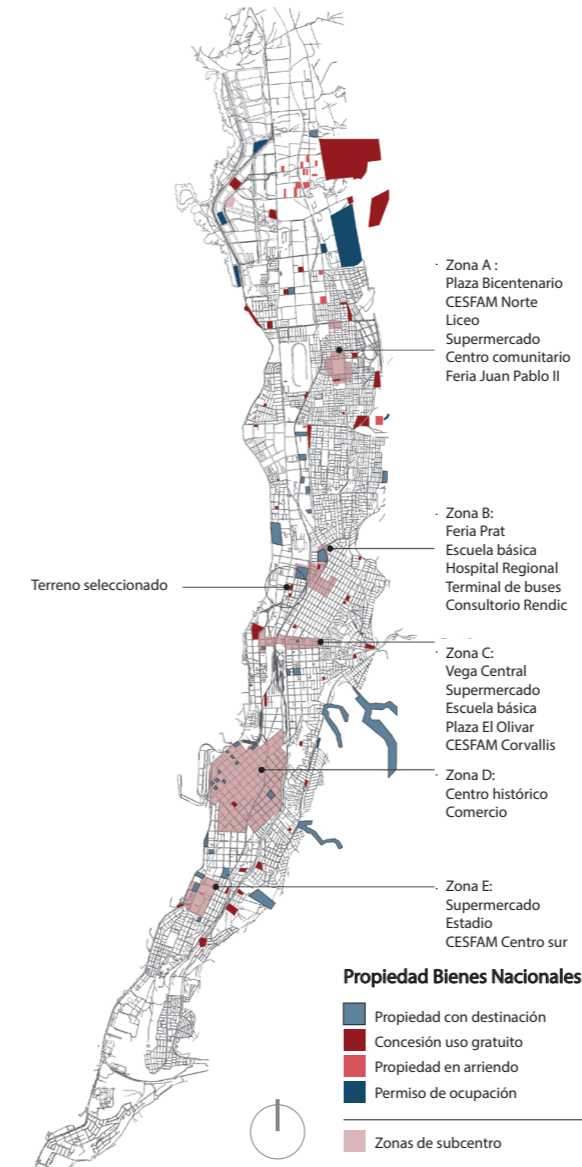 · Zona A :
Plaza Bicentenario
CESFAM Norte
Liceo
Supermercado
Centro comunitario
Feria Juan Pablo II
· Zona B:
Feria Prat
Escuela básica
Hospital Regional
Terminal de buses
Consultorio Rendic
Terreno seleccionado
· Zona C:
Vega Central
Supermercado
Escuela básica
Plaza El Olivar
CESFAM Corvallis
· Zona D:
Centro histórico
Comercio
· Zona E:
Supermercado
Estadio
CESFAM Centro sur
Propiedad Bienes Nacionales
Propiedad con destinación
Concesión uso gratuito
Propiedad en arriendo
Permiso de ocupación
Zonas de subcentro